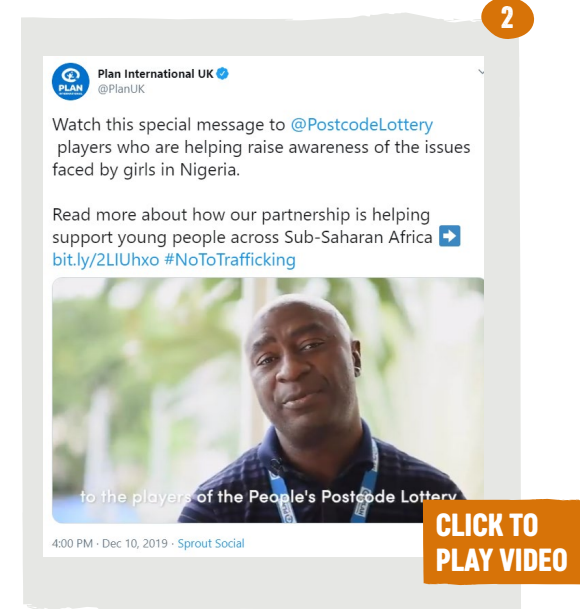 2
PLAN
INTERNATIONAL
Plan International UK
@PlanUK
Watch this special message to @PostcodeLottery
players who are helping raise awareness of the issues
faced by girls in Nigeria.
Read more about how our partnership is helping
support young people across Sub-Saharan Africa ➡
bit.ly/2LIUhxo #NoToTrafficking
to the players of the People's Postcode Lottery
4:00 PM · Dec 10, 2019 · Sprout Social
CLICK TO
PLAY VIDEO